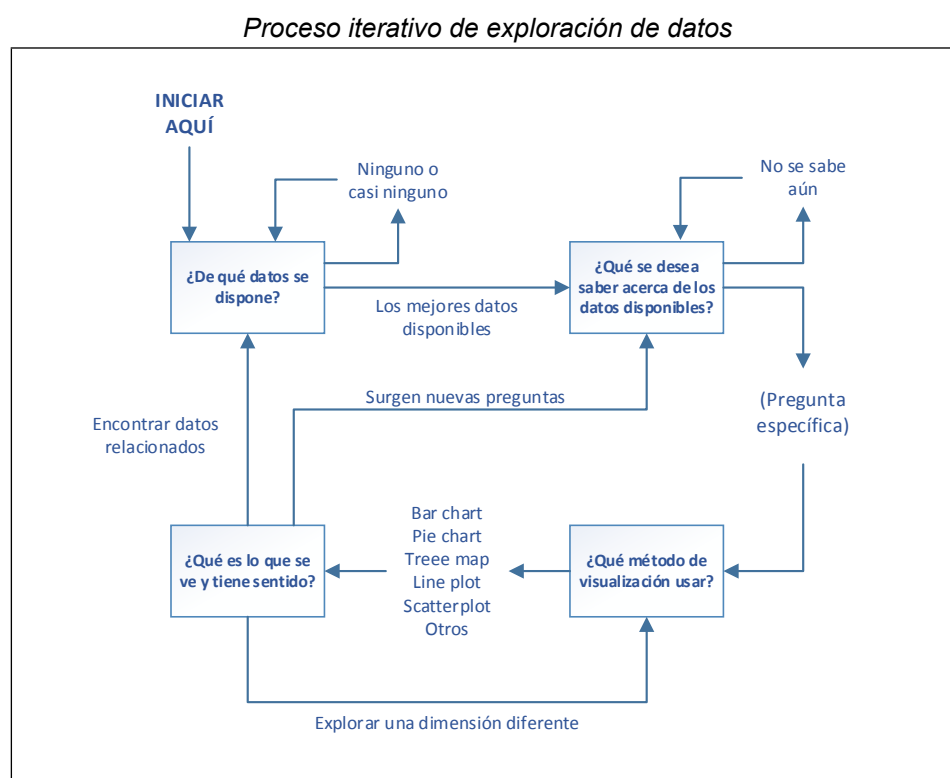 Proceso iterativo de exploración de datos
INICIAR
AQUÍ
Ninguno o
casi ninguno
No se sabe
aún
¿De qué datos se
dispone?
¿Qué se desea
saber acerca de los
datos disponibles?
Los mejores datos
disponibles
Surgen nuevas preguntas
(Pregunta
específica)
Encontrar datos
relacionados
¿Qué es lo que se
ve y tiene sentido?
Bar chart
Pie chart
Treee map
Line plot
Scatterplot
Otros
¿Qué método de
visualización usar?
Explorar una dimensión diferente